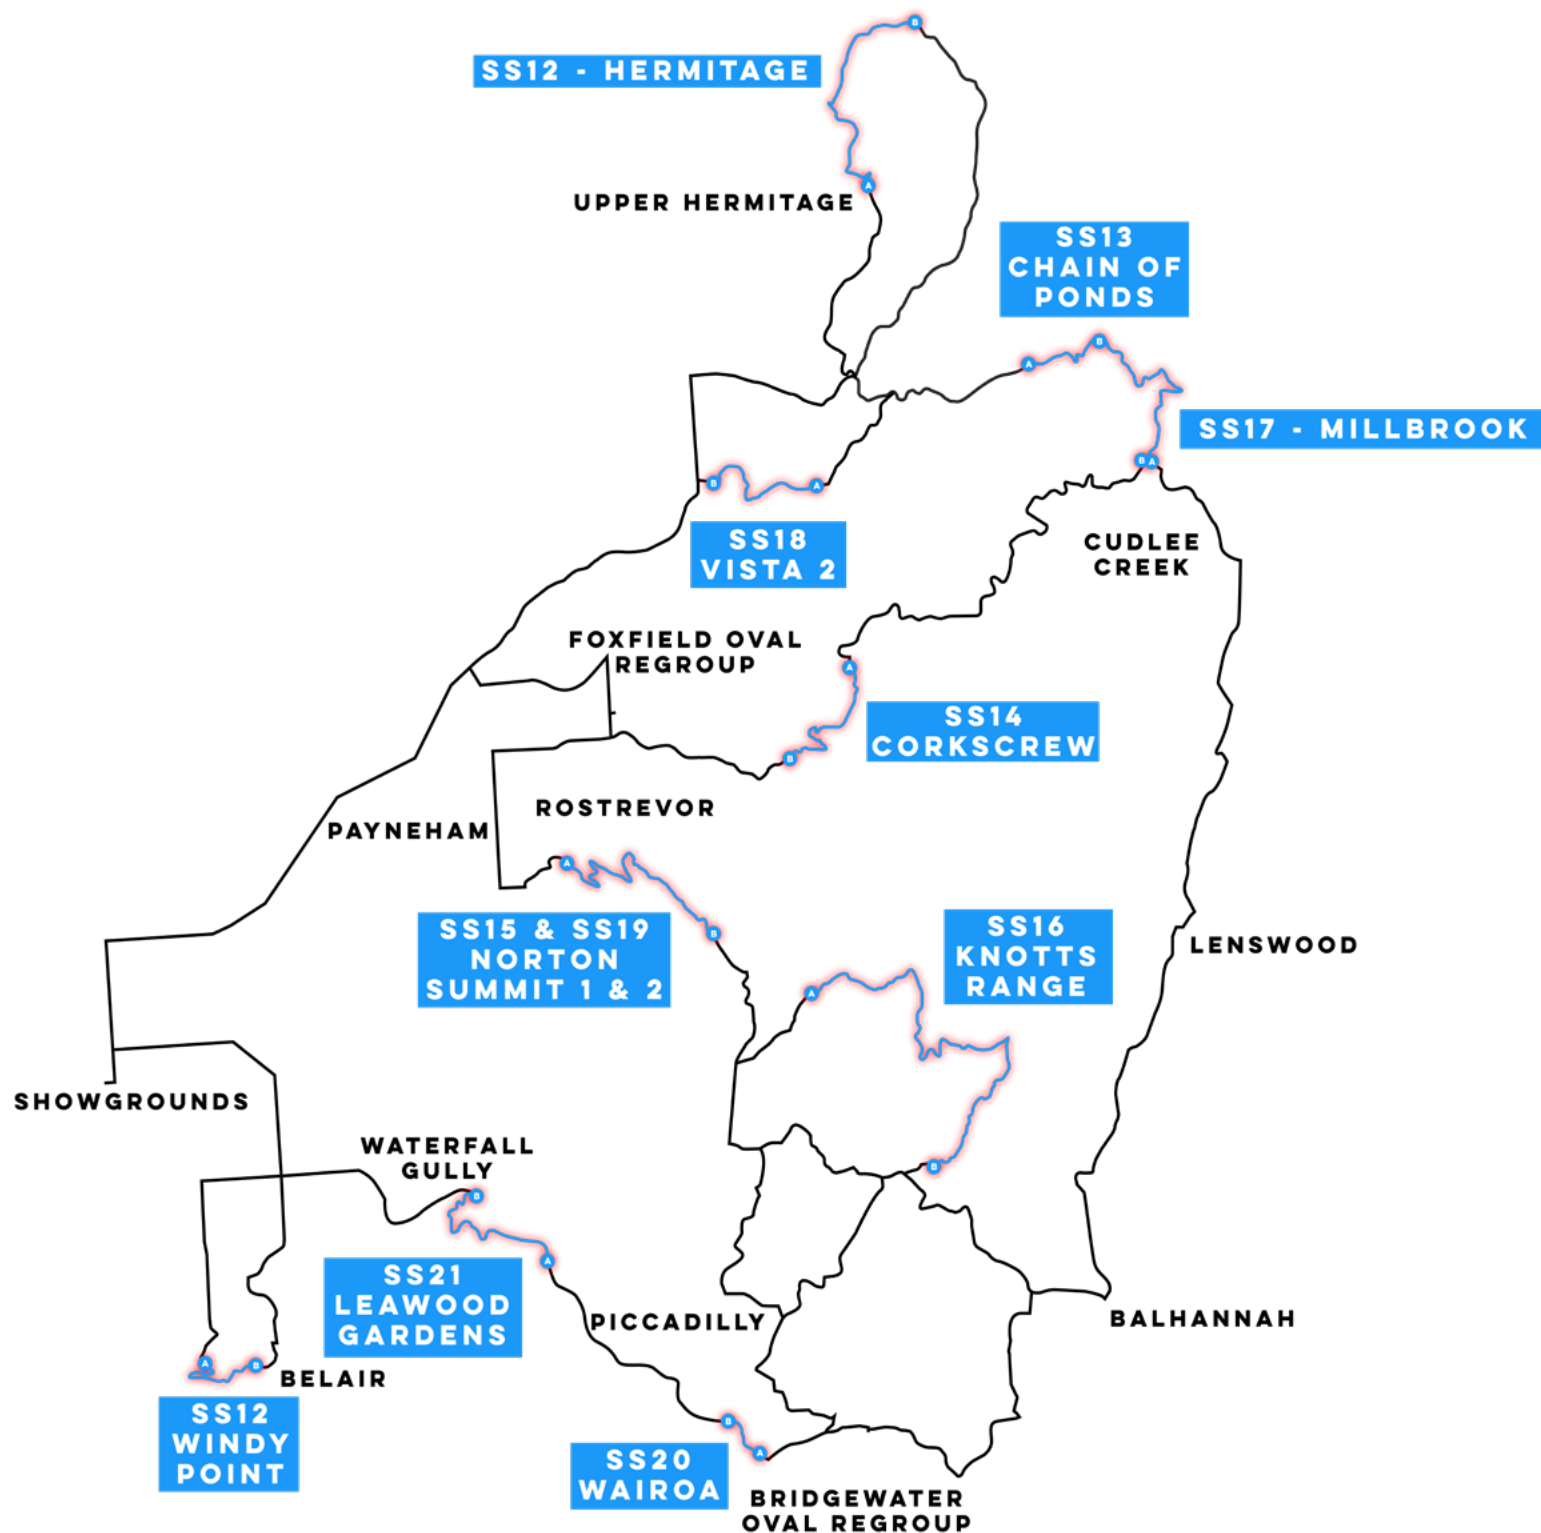 B
SS12 - HERMITAGE
A
UPPER HERMITAGE
SS13
CHAIN OF
PONDS
B
A
SS17 - MILLBROOK
B A
B
A
SS18
VISTA 2
CUDLEE
CREEK
FOXFIELD OVAL
REGROUP
A
SS14
CORKSCREW
B
ROSTREVOR
PAYNEHAM
A
SS15 & SS19
NORTON
SUMMIT 1 & 2
B
SS16
KNOTTS
RANGE
LENSWOOD
A
SHOWGROUNDS
WATERFALL
GULLY
B
B
A
SS21
LEAWOOD
GARDENS
PICCADILLY
BALHANNAH
A
B
BELAIR
SS12
WINDY
POINT
B
A
SS20
WAIROA
BRIDGEWATER
OVAL REGROUP